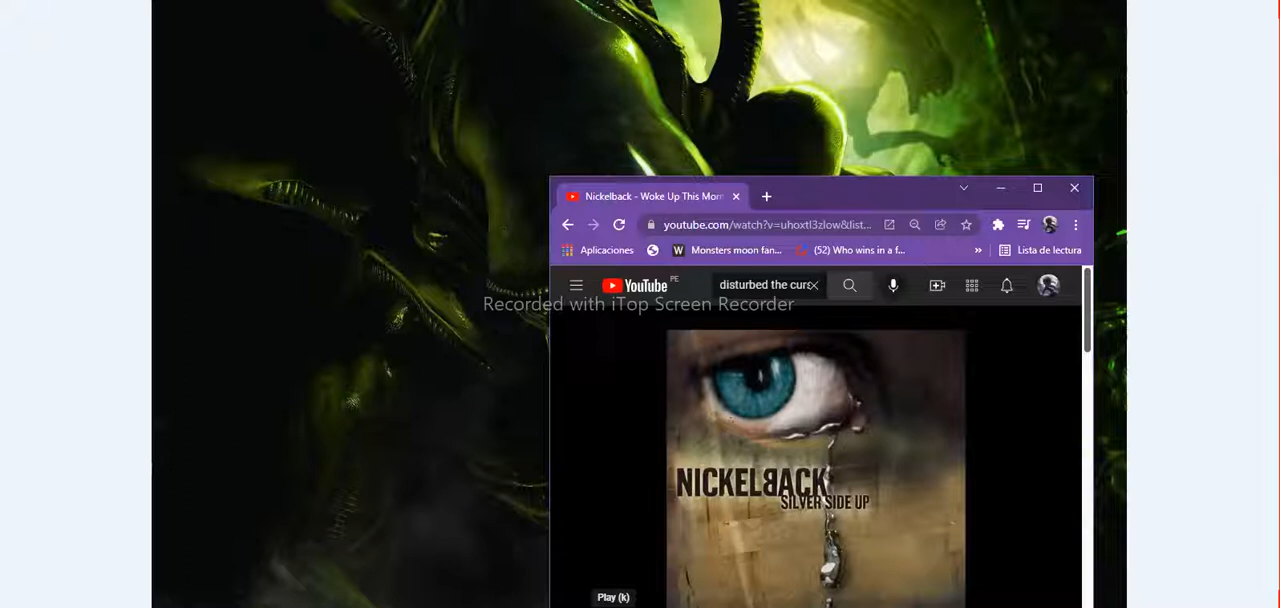 Nickelback - Woke Up This Morn
youtube.com/watch?v=uhoxtl3zlow&list...
Aplicaciones
W Monsters moon fan...
(52) Who wins in a f...
»
Lista de lectura
YouTube PE
disturbed the curs
Recorded with iTop Screen Recorder
NICKELBACK
SILVER SIDE UP
Play (k)